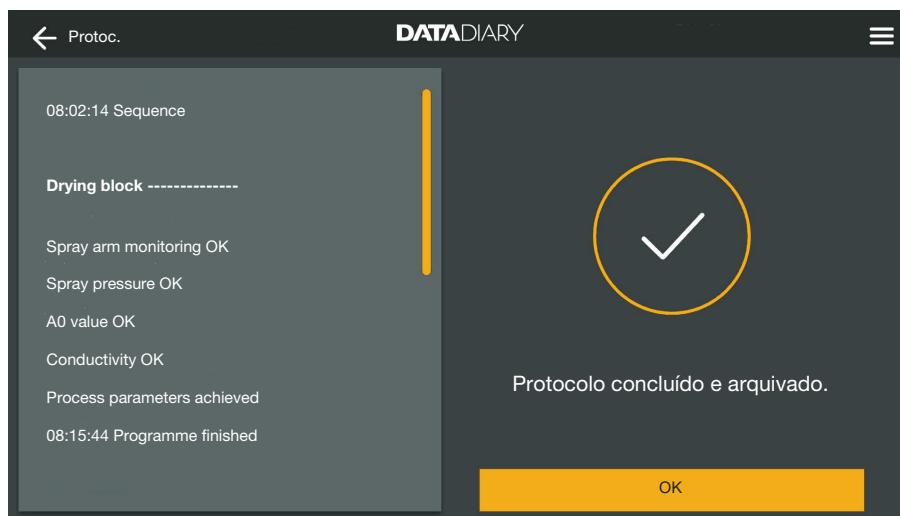 Protoc.
DATADIARY
08:02:14 Sequence
Drying block --------------
Spray arm monitoring OK
Spray pressure OK
A0 value OK
Conductivity OK
Process parameters achieved
08:15:44 Programme finished
Protocolo concluído e arquivado.
OK